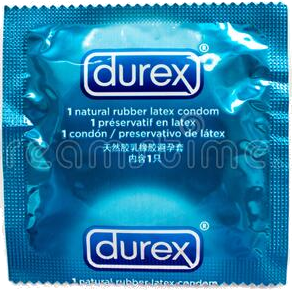 durex®
1 natural rubber latex condom
1 préservatif en latex
1 condón / preservativo de látex
天然胶乳橡胶避孕套
内含1只
dreamstime
durex®
1 natural rubber latex condom